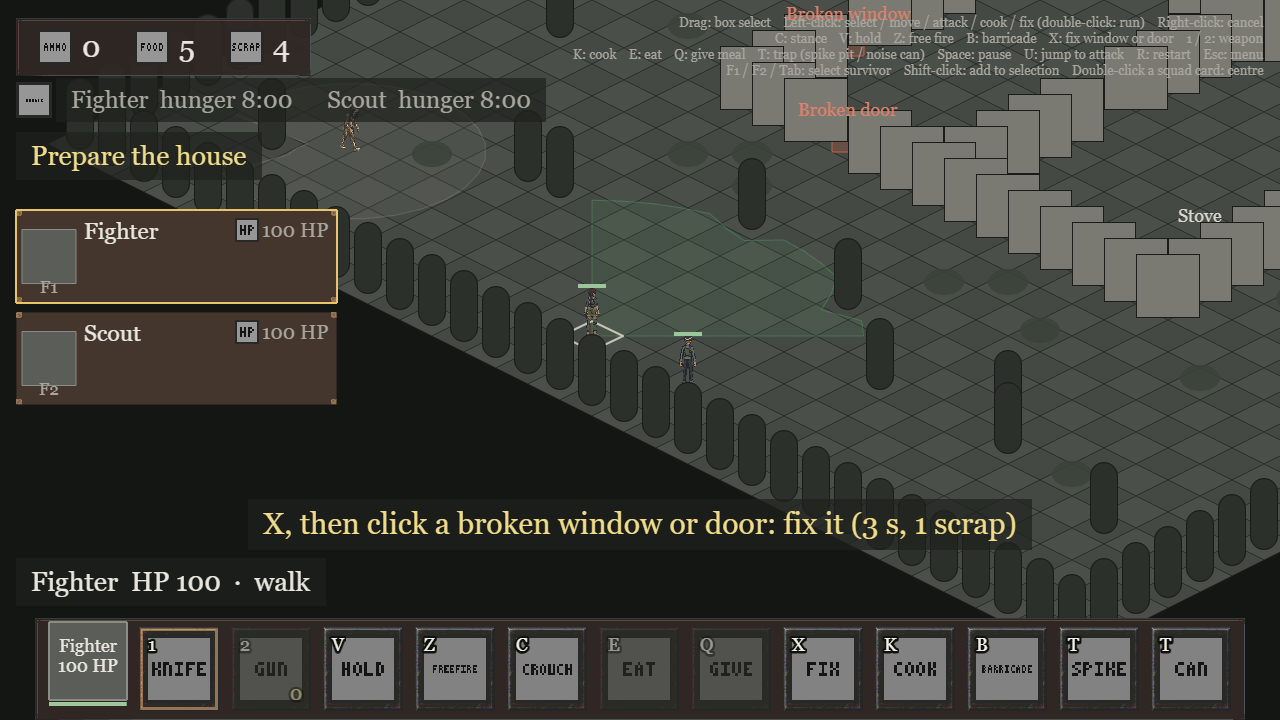 AMMO 0 FOOD 5 SCRAP 4
Broken window
Drag: box select Left-click: select / move / attack / cook / fix (double-click: run) Right-click: cancel
C: stance V: hold Z: free fire B: barricade X: fix window or door 1 / 2: weapon
K: cook E: eat Q: give meal T: trap (spike pit / noise can) Space: pause U: jump to attack R: restart Esc: menu
F1 / F2 / Tab: select survivor Shift-click: add to selection Double-click a squad card: centre
Fighter hunger 8:00 Scout hunger 8:00
Broken door
Prepare the house
Fighter HP 100 HP
F1
Stove
Scout HP 100 HP
F2
X, then click a broken window or door: fix it (3 s, 1 scrap)
Fighter HP 100 · walk
Fighter
100 HP
1 KNIFE
2 GUN 0
V HOLD
Z FREEFIRE
C CROUCH
E EAT
Q GIVE
X FIX
K COOK
B BARRICADE
T SPIKE
T CAN